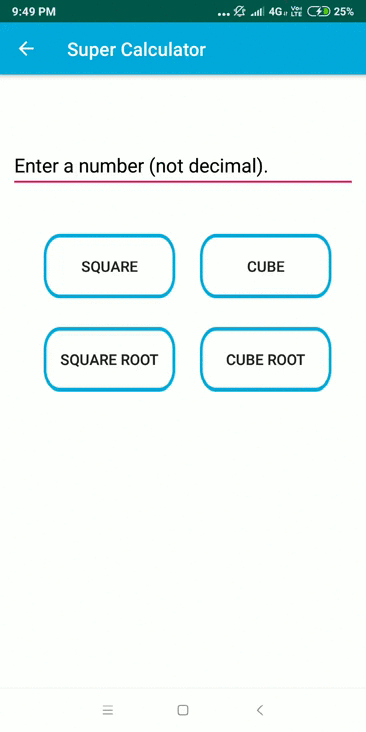 9:49 PM ... 4G Vo) LTE 25%
Super Calculator
Enter a number (not decimal).
SQUARE CUBE
SQUARE ROOT CUBE ROOT